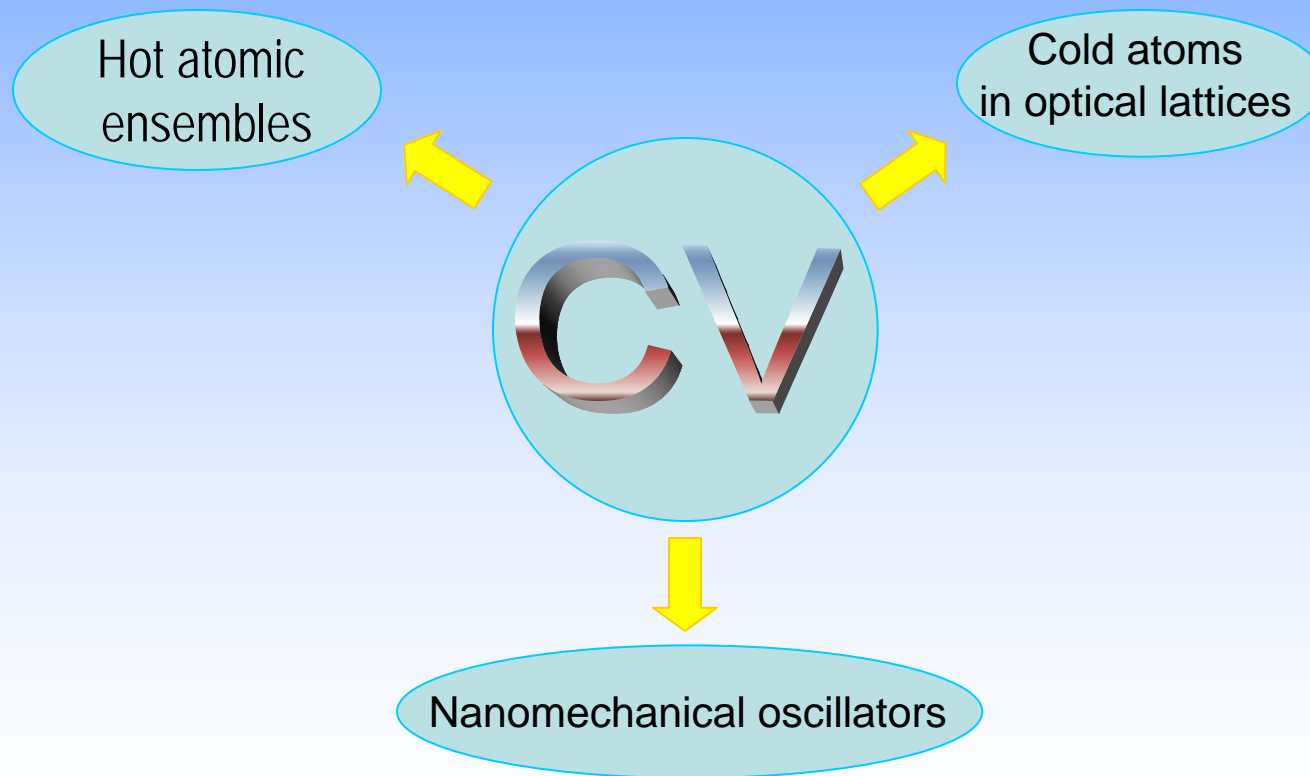 Hot atomic
ensembles
Cold atoms
in optical lattices
CV
Nanomechanical oscillators